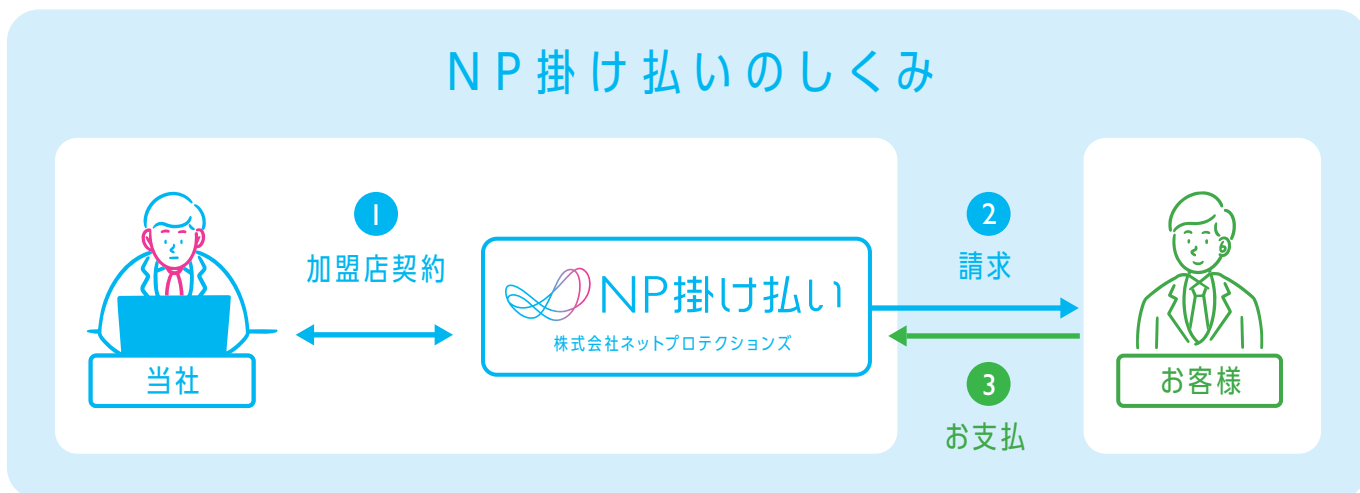 NP掛け払いのしくみ
1
加盟店契約
当社
NP掛け払い
株式会社ネットプロテクションズ
2
請求
3
お支払
お客様